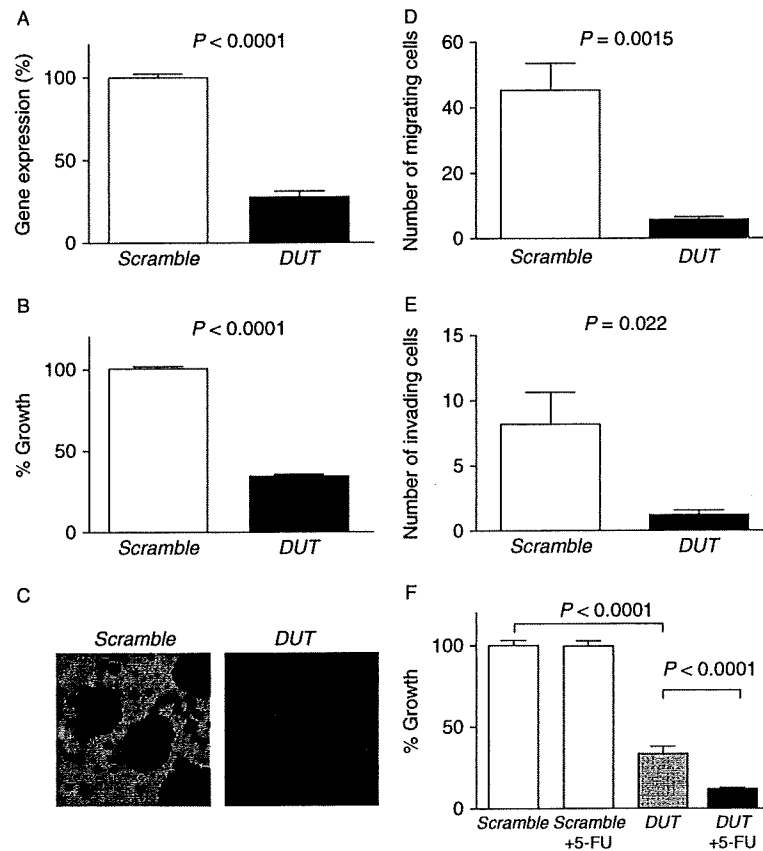 A
P < 0.0001
Gene expression (%)
100
50
0
Scramble
DUT
B
P < 0.0001
% Growth
100
50
0
Scramble
DUT
C
Scramble
DUT
D
P = 0.0015
Number of migrating cells
60
40
20
0
Scramble
DUT
E
P = 0.022
Number of invading cells
15
10
5
0
Scramble
DUT
F
P < 0.0001
P < 0.0001
% Growth
100
50
0
Scramble
Scramble
+5-FU
DUT
DUT
+5-FU